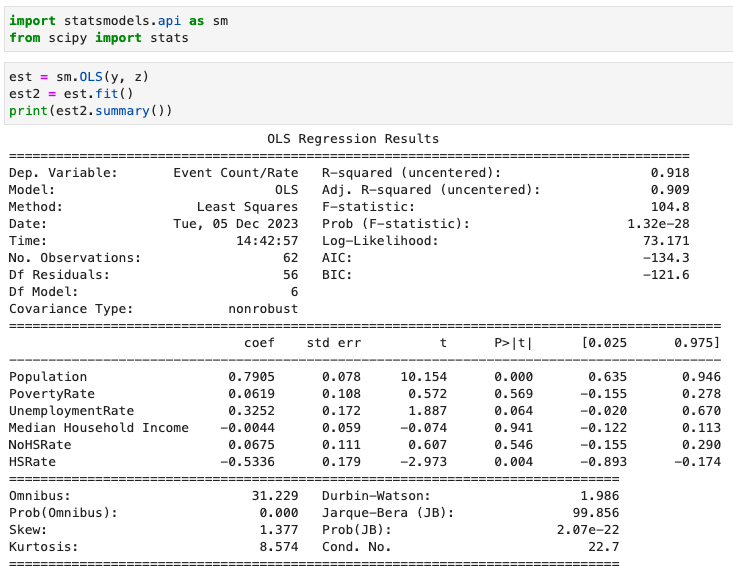 import statsmodels.api as sm
from scipy import stats
est = sm.OLS(y, z)
est2 = est.fit()
print(est2.summary())
OLS Regression Results
==============================================================================
Dep. Variable: Event Count/Rate R-squared (uncentered): 0.918
Model: OLS Adj. R-squared (uncentered): 0.909
Method: Least Squares F-statistic: 104.8
Date: Tue, 05 Dec 2023 Prob (F-statistic): 1.32e-28
Time: 14:42:57 Log-Likelihood: 73.171
No. Observations: 62 AIC: -134.3
Df Residuals: 56 BIC: -121.6
Df Model: 6
Covariance Type: nonrobust
==============================================================================
coef std err t P>|t| [0.025 0.975]
------------------------------------------------------------------------------
Population 0.7905 0.078 10.154 0.000 0.635 0.946
PovertyRate 0.0619 0.108 0.572 0.569 -0.155 0.278
UnemploymentRate 0.3252 0.172 1.887 0.064 -0.020 0.670
Median Household Income -0.0044 0.059 -0.074 0.941 -0.122 0.113
NoHSRate 0.0675 0.111 0.607 0.546 -0.155 0.290
HSRate -0.5336 0.179 -2.973 0.004 -0.893 -0.174
==============================================================================
Omnibus: 31.229 Durbin-Watson: 1.986
Prob(Omnibus): 0.000 Jarque-Bera (JB): 99.856
Skew: 1.377 Prob(JB): 2.07e-22
Kurtosis: 8.574 Cond. No. 22.7
==============================================================================